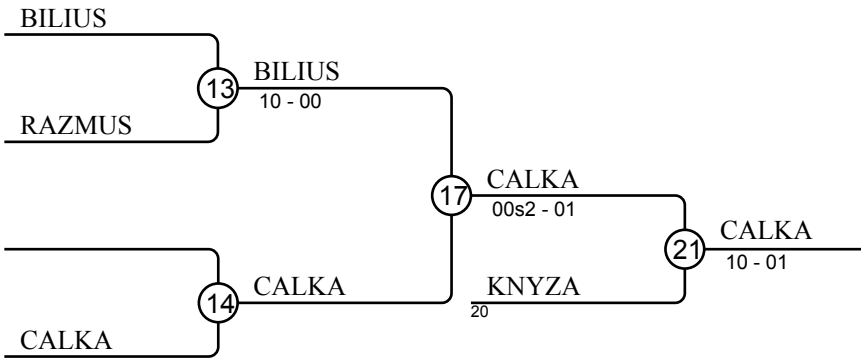 BILIUS
13
BILIUS
10 - 00
RAZMUS
17
CALKA
00s2 - 01
21
CALKA
10 - 01
14
CALKA
KNYZA
20
CALKA